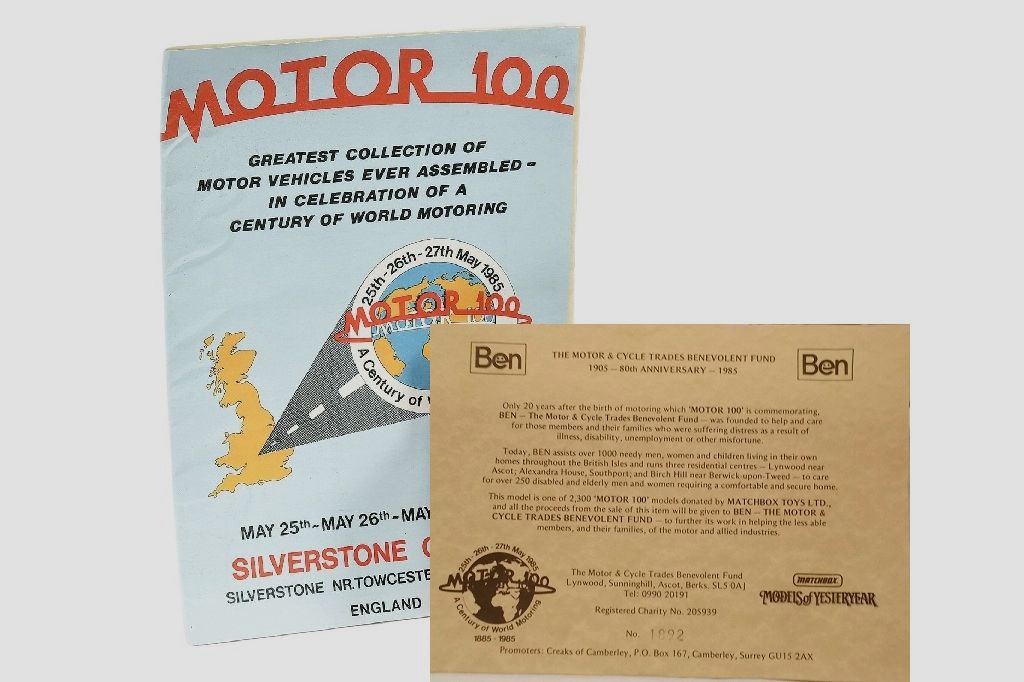 MOTOR 100
GREATEST COLLECTION OF
MOTOR VEHICLES EVER ASSEMBLED -
IN CELEBRATION OF A
CENTURY OF WORLD MOTORING
25th - 26th - 27th May 1985
MOTOR 100
A Century of
MAY 25th - MAY 26th - MAY
SILVERSTONE
SILVERSTONE NR. TOWCESTE
ENGLAND
Ben
THE MOTOR & CYCLE TRADES BENEVOLENT FUND
1905 — 80th ANNIVERSARY — 1985
Ben
Only 20 years after the birth of motoring which 'MOTOR 100' is commemorating,
BEN — The Motor & Cycle Trades Benevolent Fund — was founded to help and care
for those members and their families who were suffering distress as a result of
illness, disability, unemployment or other misfortune.
Today, BEN assists over 1000 needy men, women and children living in their own
homes throughout the British Isles and runs three residential centres — Lynwood near
Ascot; Alexandra House, Southport; and Birch Hill near Berwick-upon-Tweed — to care
for over 250 disabled and elderly men and women requiring a comfortable and secure home.
This model is one of 2,300 'MOTOR 100' models donated by MATCHBOX TOYS LTD.,
and all the proceeds from the sale of this item will be given to BEN — THE MOTOR &
CYCLE TRADES BENEVOLENT FUND — to further its work in helping the less able
members, and their families, of the motor and allied industries.
25th - 26th - 27th May 1985
MOTOR 100
A Century of World Motoring
1885 - 1985
The Motor & Cycle Trades Benevolent Fund
Lynwood, Sunninghill, Ascot, Berks. SL5 0AJ
Tel: 0990 20191
Registered Charity No. 205939
No. 1892
MATCHBOX
MODELS of YESTERYEAR
Promoters: Creaks of Camberley, P.O. Box 167, Camberley, Surrey GU15 2AX